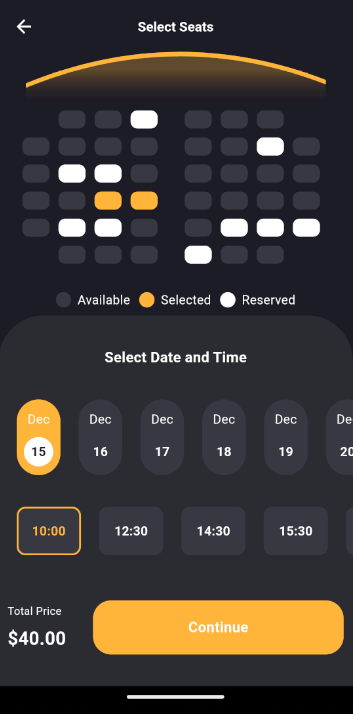 Select Seats
Available Selected Reserved
Select Date and Time
Dec Dec Dec Dec Dec De
15 16 17 18 19 20
10:00 12:30 14:30 15:30
Total Price
$40.00
Continue